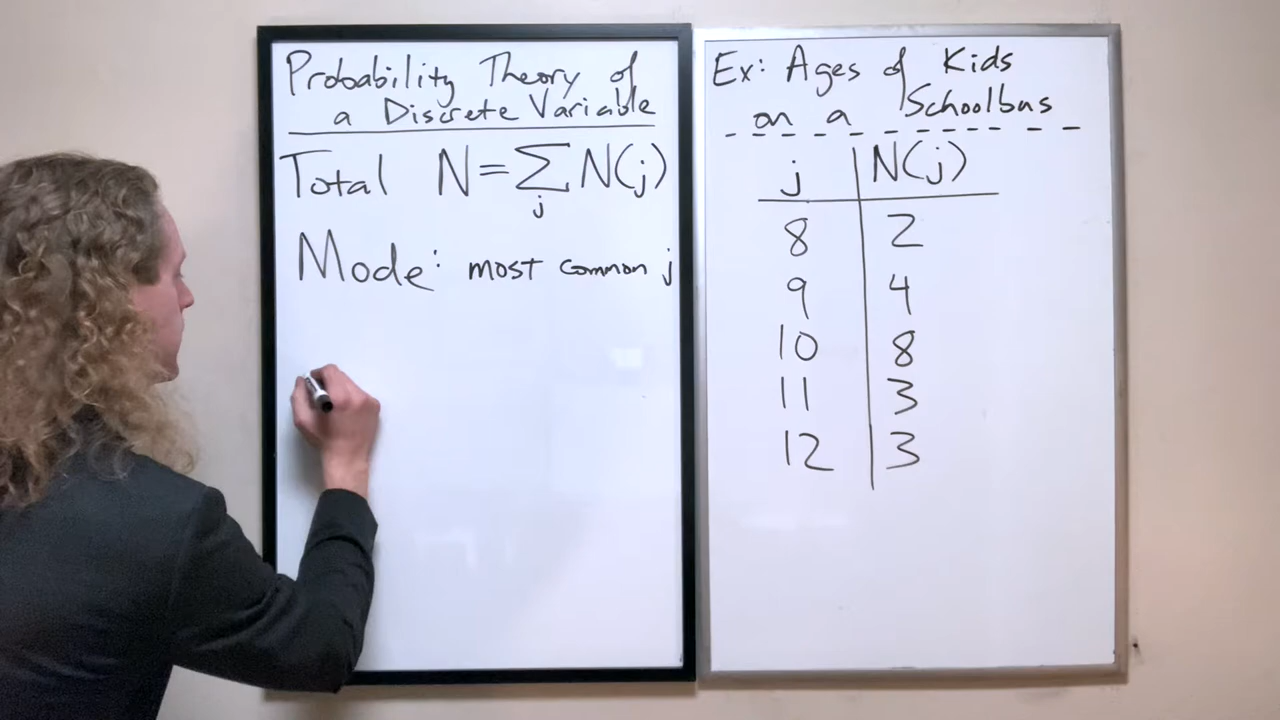 Probability Theory of
a Discrete Variable
Total N = ∑ N(j)
j
Mode: most common j
Ex: Ages of Kids
on a Schoolbus
j N(j)
8 2
9 4
10 8
11 3
12 3